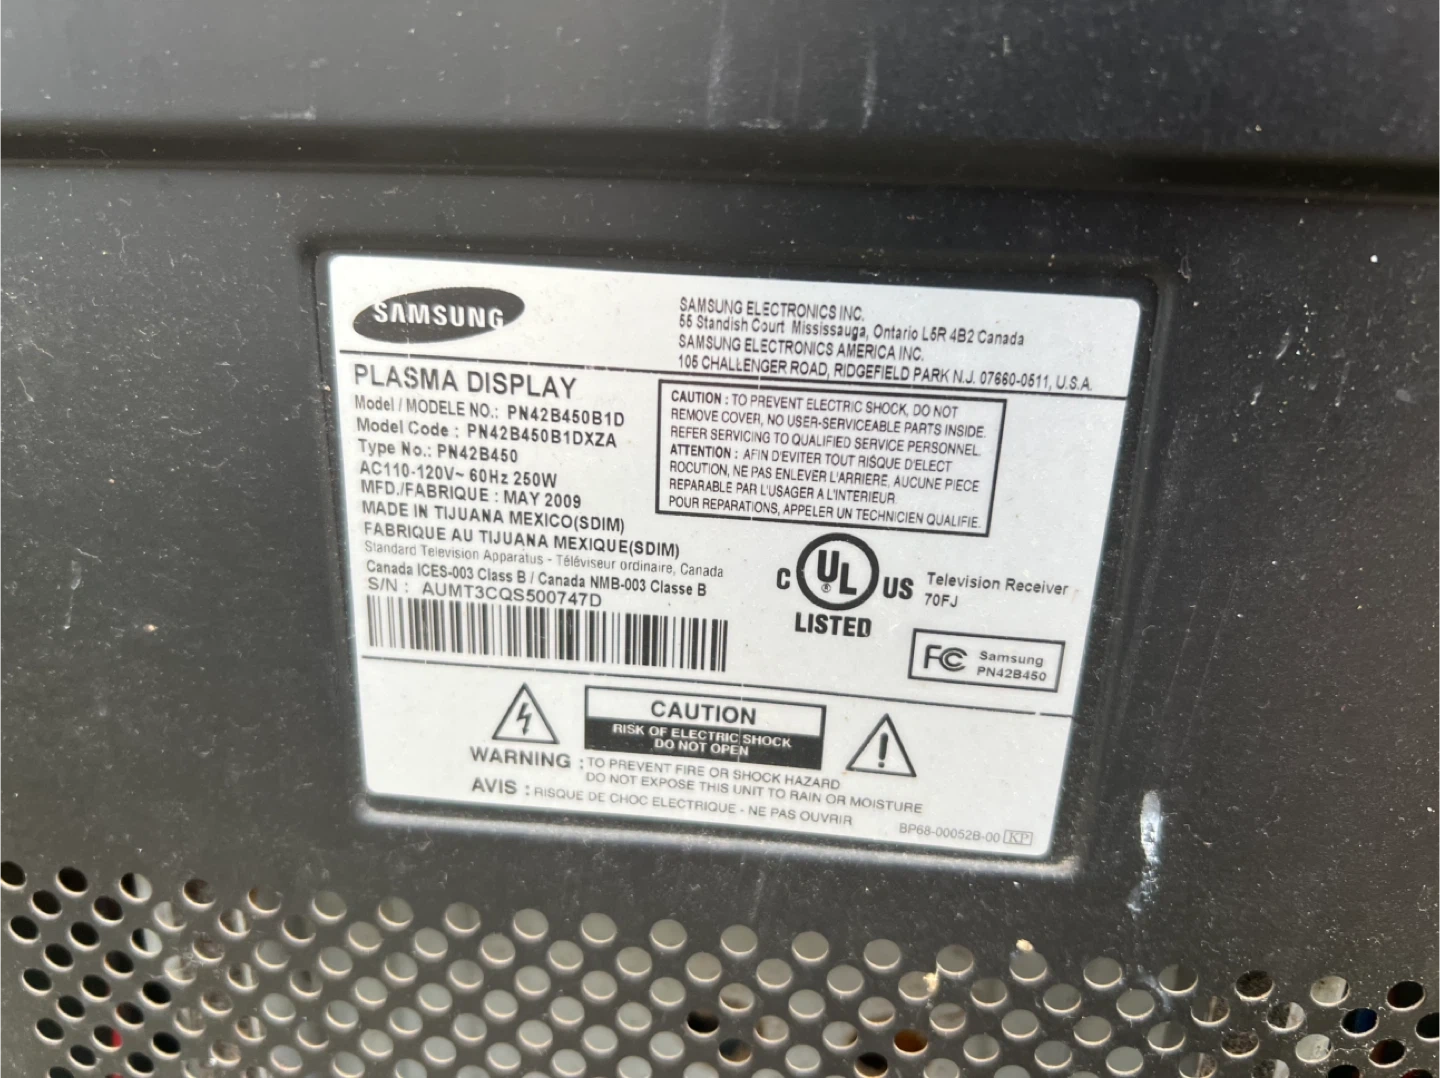 SAMSUNG
SAMSUNG ELECTRONICS INC.
55 Standish Court Mississauga, Ontario L5R 4B2 Canada
SAMSUNG ELECTRONICS AMERICA INC.
105 CHALLENGER ROAD, RIDGEFIELD PARK N.J. 07660-0511, U.S.A.
PLASMA DISPLAY
Model / MODELE NO.: PN42B450B1D
Model Code : PN42B450B1DXZA
Type No.: PN42B450
AC110-120V~ 60Hz 250W
MFD./FABRIQUE : MAY 2009
MADE IN TIJUANA MEXICO(SDIM)
FABRIQUE AU TIJUANA MEXIQUE(SDIM)
Standard Television Apparatus - Téléviseur ordinaire, Canada
Canada ICES-003 Class B / Canada NMB-003 Classe B
S/N : AUMT3CQS500747D
CAUTION : TO PREVENT ELECTRIC SHOCK, DO NOT
REMOVE COVER, NO USER-SERVICEABLE PARTS INSIDE.
REFER SERVICING TO QUALIFIED SERVICE PERSONNEL.
ATTENTION : AFIN D'EVITER TOUT RISQUE D'ELECT
ROCUTION, NE PAS ENLEVER L'ARRIERE, AUCUNE PIECE
REPARABLE PAR L'USAGER A L'INTERIEUR.
POUR REPARATIONS, APPELER UN TECHNICIEN QUALIFIE.
C UL ® US
LISTED
Television Receiver
70FJ
FC Samsung
PN42B450
CAUTION
RISK OF ELECTRIC SHOCK
DO NOT OPEN
WARNING : TO PREVENT FIRE OR SHOCK HAZARD
DO NOT EXPOSE THIS UNIT TO RAIN OR MOISTURE
AVIS : RISQUE DE CHOC ELECTRIQUE - NE PAS OUVRIR
BP68-00052B-00 KP